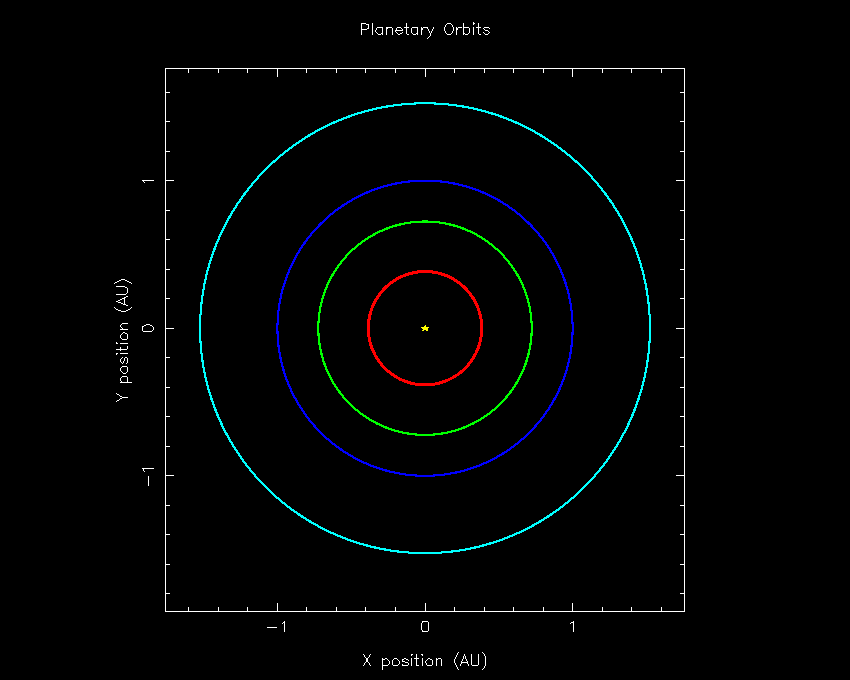 Planetary Orbits
1
0
−1
Y position (AU)
−1 0 1
X position (AU)